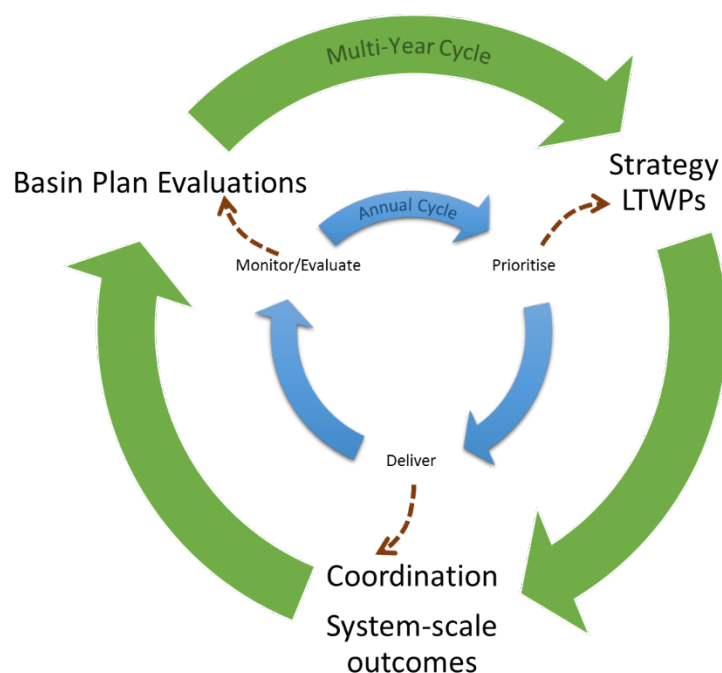 Multi-Year Cycle
Basin Plan Evaluations
Strategy
LTWPs
Annual Cycle
Monitor/Evaluate
Prioritise
Deliver
Coordination
System-scale
outcomes